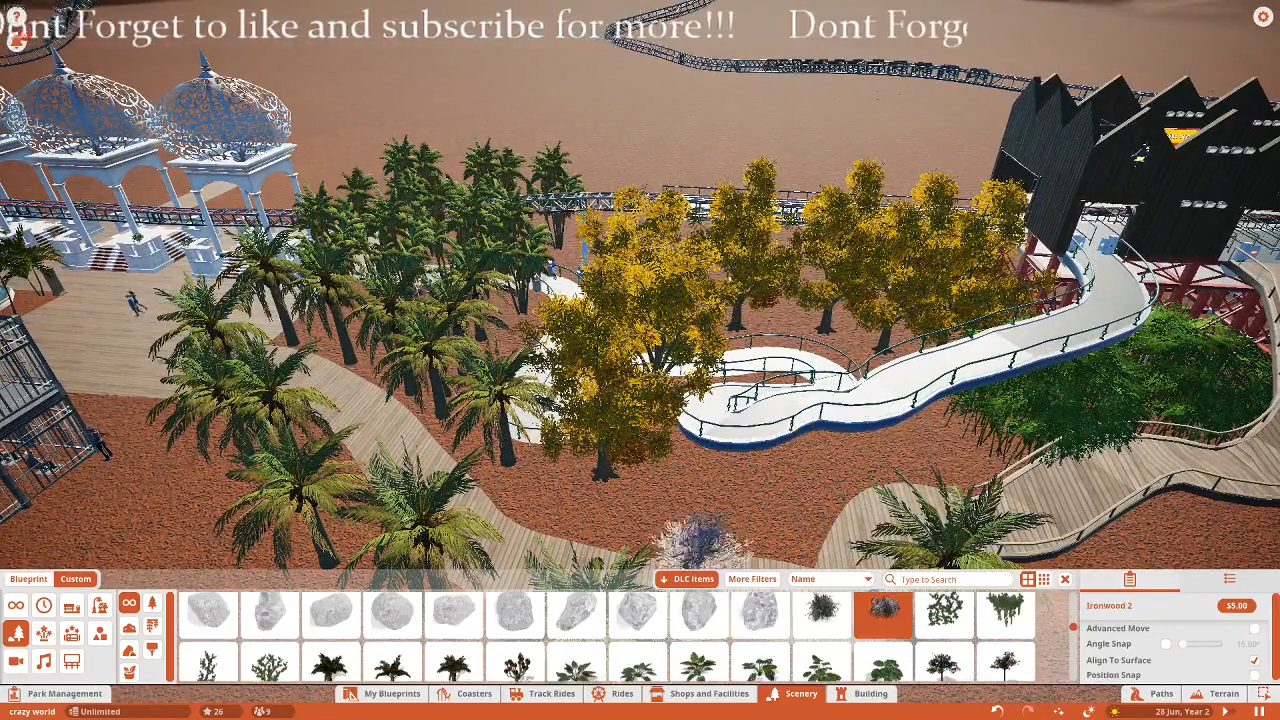 Dont Forget to like and subscribe for more!!! Dont Forge
Blueprint Custom DLC items More Filters Name Type to Search
Ironwood 2 $5.00
Advanced Move
Angle Snap 15.00°
Align To Surface
Position Snap
Park Management My Blueprints Coasters Track Rides Rides Shops and Facilities Scenery Building Paths Terrain
crazy world Unlimited 26 9 28 Jun, Year 2